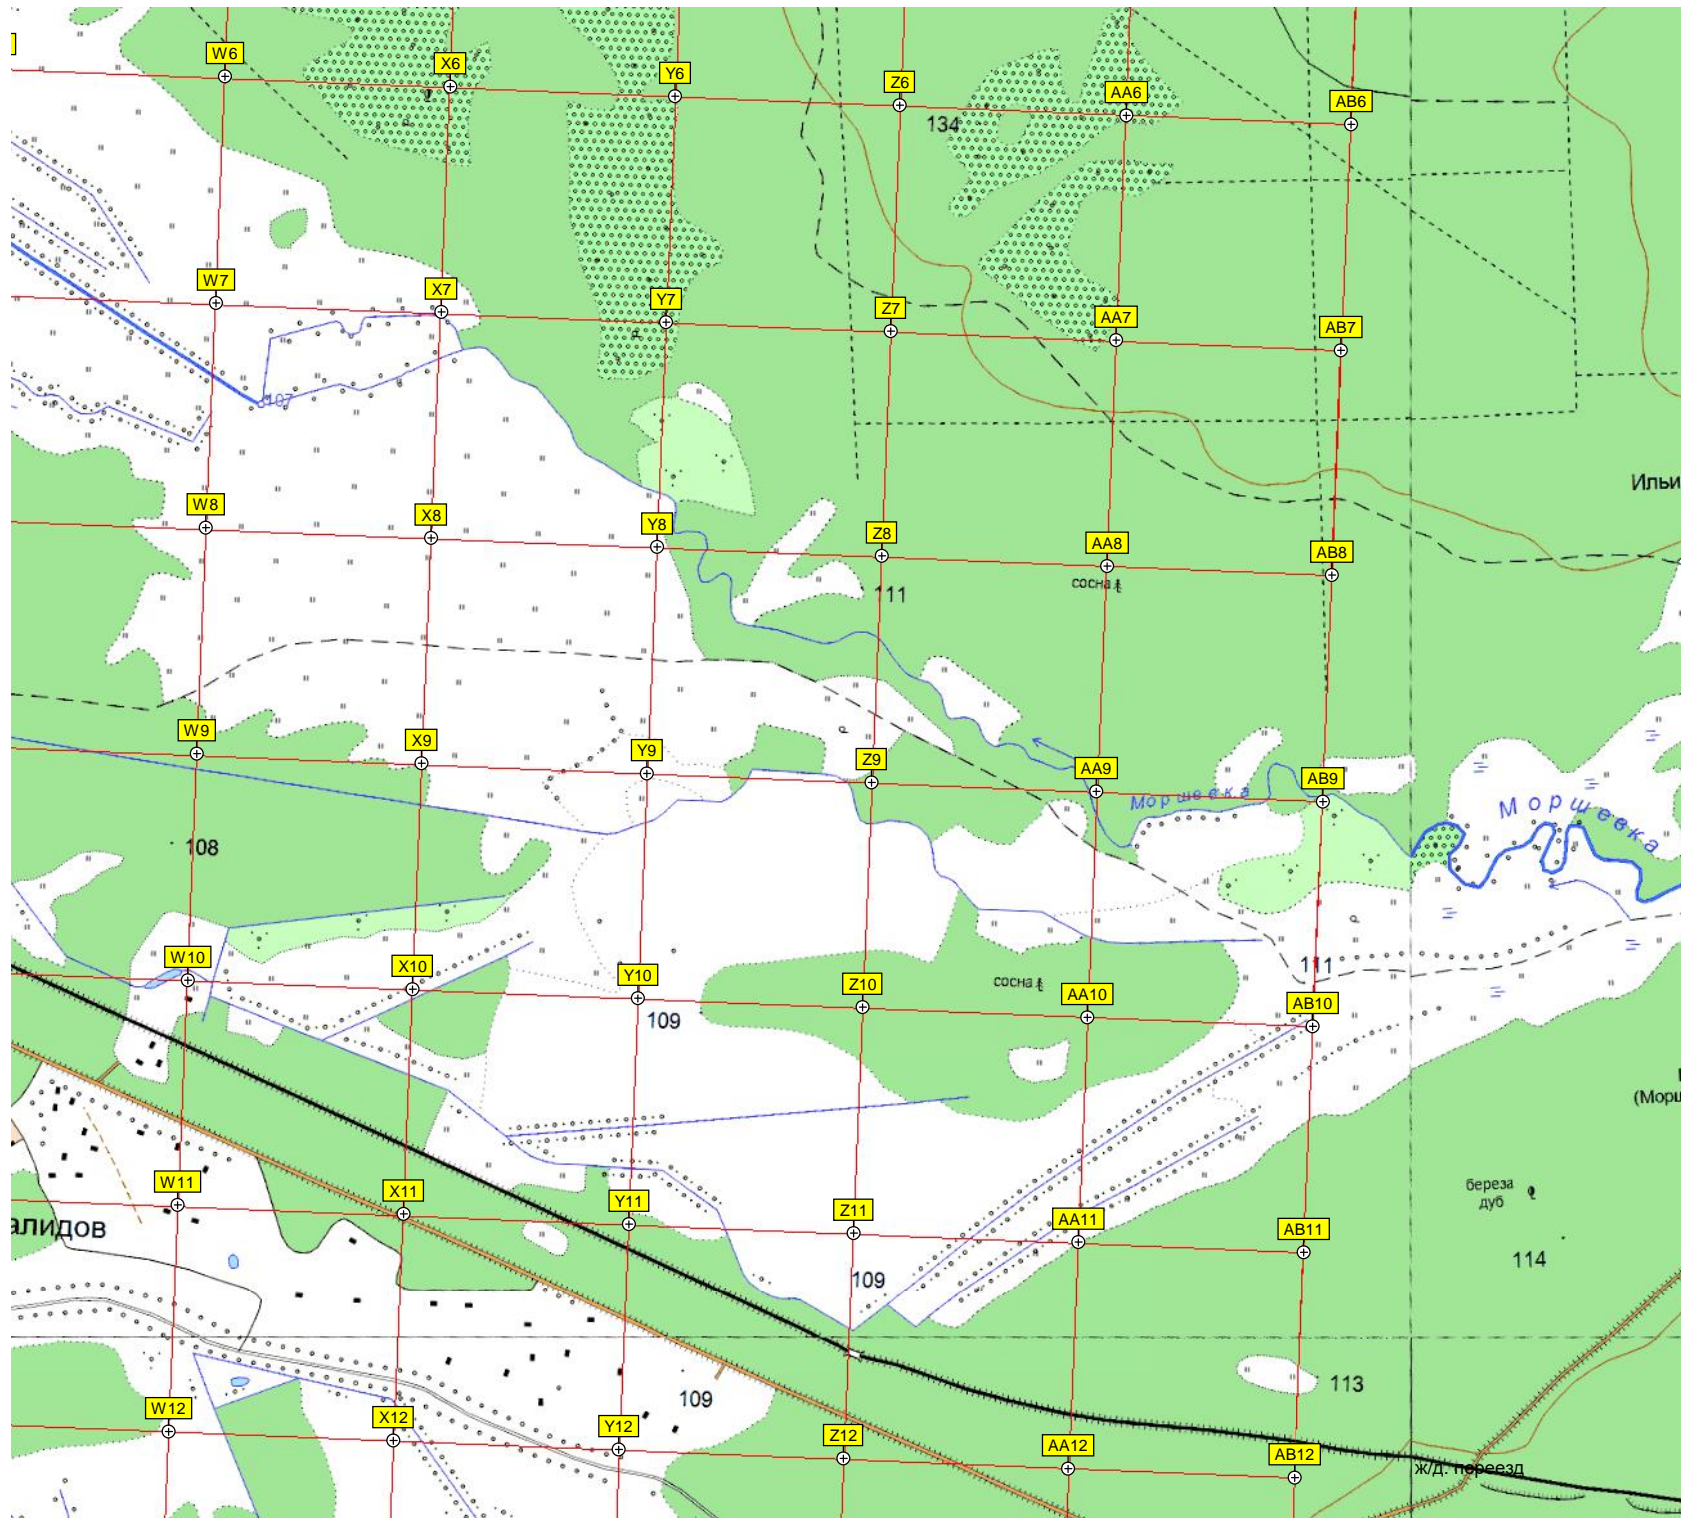 W6
X6
Y6
Z6
AA6
AB6
134
W7
X7
Y7
Z7
AA7
AB7
107
Ильи
W8
X8
Y8
Z8
AA8
AB8
сосна
111
W9
X9
Y9
Z9
AA9
AB9
Моршевка
Моршевка
108
W10
X10
Y10
Z10
AA10
AB10
сосна
111
109
(Морш
W11
X11
Y11
Z11
AA11
AB11
береза
дуб
алидов
109
114
113
109
W12
X12
Y12
Z12
AA12
AB12
ж/д. переезд